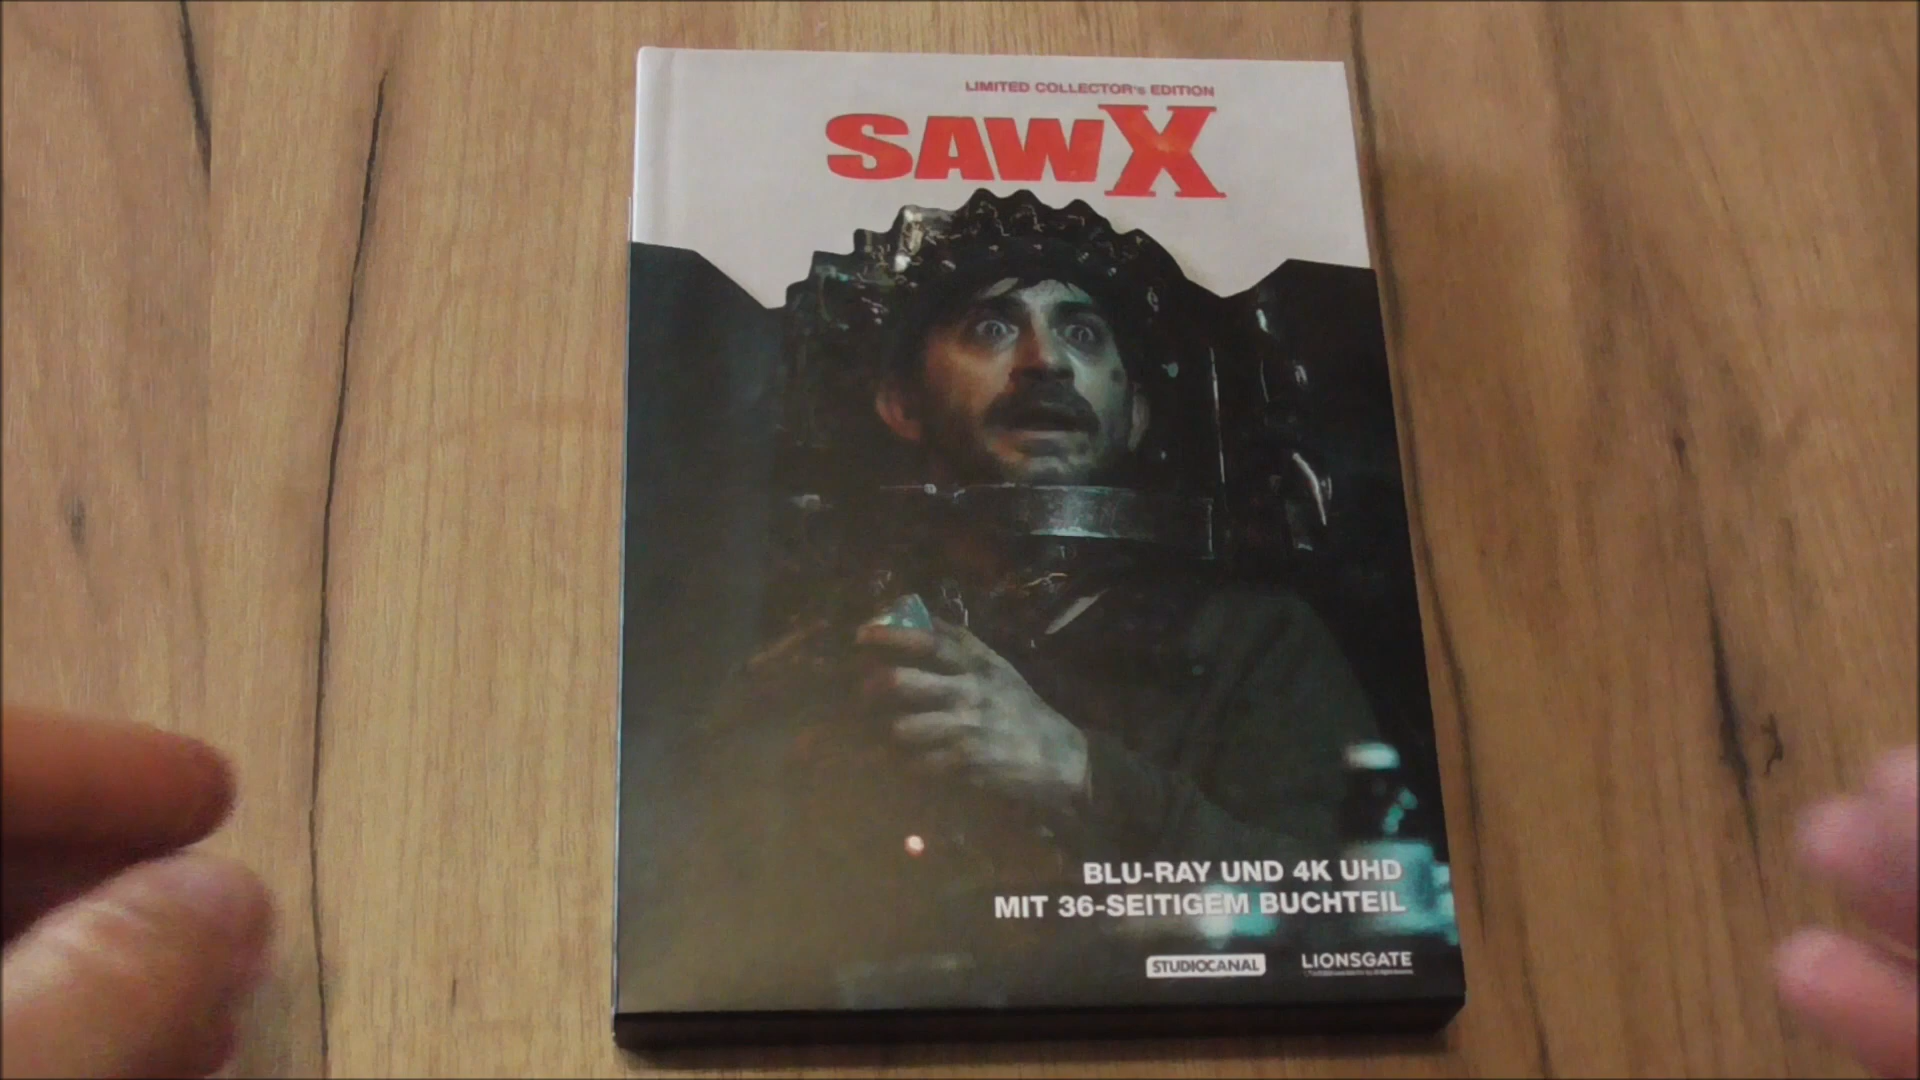 LIMITED COLLECTOR's EDITION
SAW X
BLU-RAY UND 4K UHD
MIT 36-SEITIGEM BUCHTEIL
STUDIOCANAL
LIONSGATE